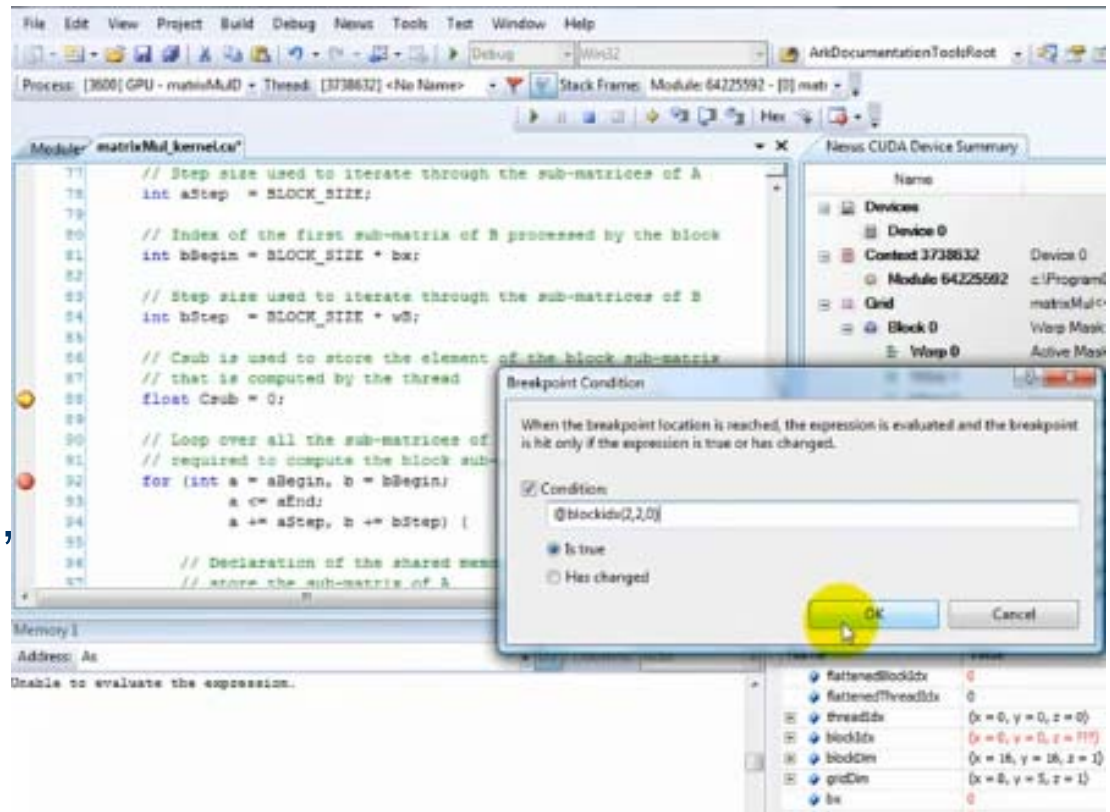 File Edit View Project Build Debug Nexus Tools Test Window Help
Debug Win32 ArkDocumentationToolsRoot
Process: [3600] GPU - matrixMulD Thread: [3738632] <No Name> Stack Frame: Module: 64225592 - [0] matr
Hex
Module matrixMul_kernel.cu*
77 // Step size used to iterate through the sub-matrices of A
78 int aStep = BLOCK_SIZE;
79
80 // Index of the first sub-matrix of B processed by the block
81 int bBegin = BLOCK_SIZE * bx;
82
83 // Step size used to iterate through the sub-matrices of B
84 int bStep = BLOCK_SIZE * wB;
85
86 // Csub is used to store the element of the block sub-matrix
87 // that is computed by the thread
88 float Csub = 0;
89
90 // Loop over all the sub-matrices of
91 // required to compute the block sub-
92 for (int a = aBegin, b = bBegin;
93 a <= aEnd;
94 a += aStep, b += bStep) {
95
96 // Declaration of the shared mem
97 // store the sub-matrix of A
,
Nexus CUDA Device Summary
Name
Devices
Device 0
Context 3738632 Device 0
Module 64225592 c:\Program
Grid matrixMul<
Block 0 Warp Mask
Warp 0 Active Mask
Breakpoint Condition
When the breakpoint location is reached, the expression is evaluated and the breakpoint
is hit only if the expression is true or has changed.
Condition:
@blockidx(2,2,0)
Is true
Has changed
OK Cancel
Memory 1
Address: As
Unable to evaluate the expression.
flattenedBlockIdx 0
flattenedThreadIdx 0
threadIdx {x = 0, y = 0, z = 0}
blockIdx {x = 0, y = 0, z = ???}
blockDim {x = 16, y = 16, z = 1}
gridDim {x = 8, y = 5, z = 1}
bx 0